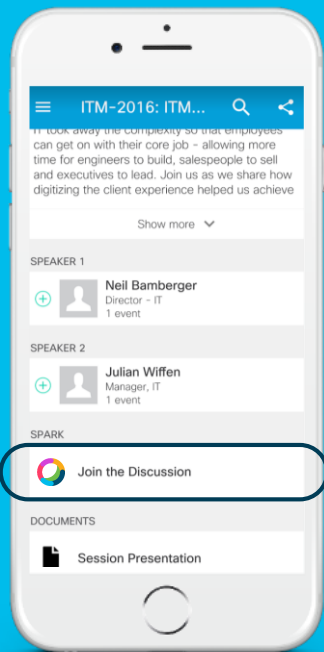 ITM-2016: ITM...
IT took away the complexity so that employees
can get on with their core job - allowing more
time for engineers to build, salespeople to sell
and executives to lead. Join us as we share how
digitizing the client experience helped us achieve
Show more
SPEAKER 1
Neil Bamberger
Director - IT
1 event
SPEAKER 2
Julian Wiffen
Manager, IT
1 event
SPARK
Join the Discussion
DOCUMENTS
Session Presentation